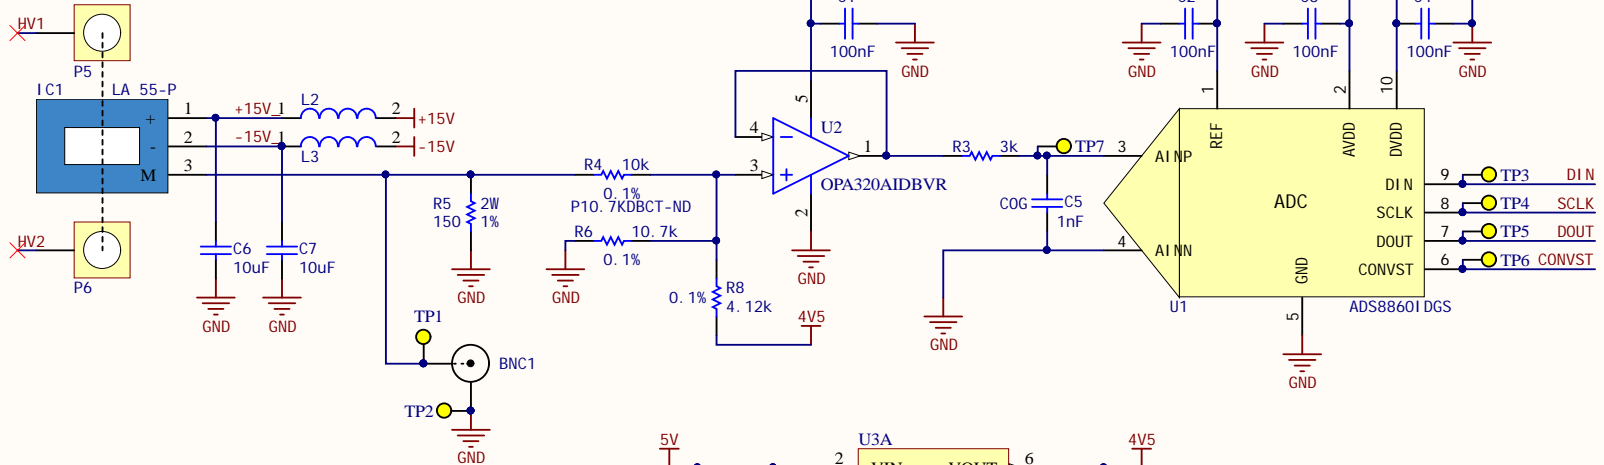 HV1
P5
100nF
GND
100nF
GND
GND
100nF
GND
100nF
IC1
LA 55-P
1
+15V_1
L2
2
+15V
+
2
-15V_1
2
-15V
-
L3
3
M
5
U2
4
1
3
2
OPA320AIDBVR
GND
R4
10k
0.1%
P10.7KDBCT-ND
R6
10.7k
0.1%
GND
R5
2W
150
1%
GND
R8
0.1%
4.12k
4V5
R3
3k
TP7
COG
C5
1nF
GND
1
2
10
REF
AVDD
DVDD
3
AINP
4
AINN
ADC
DIN
9
TP3
DIN
SCLK
8
TP4
SCLK
DOUT
7
TP5
DOUT
CONVST
6
TP6
CONVST
GND
5
GND
U1
ADS8860IDGS
HV2
P6
C6
10uF
GND
C7
10uF
GND
TP1
BNC1
TP2
GND
5V
U3A
2
VIN
VOUT
6
4V5